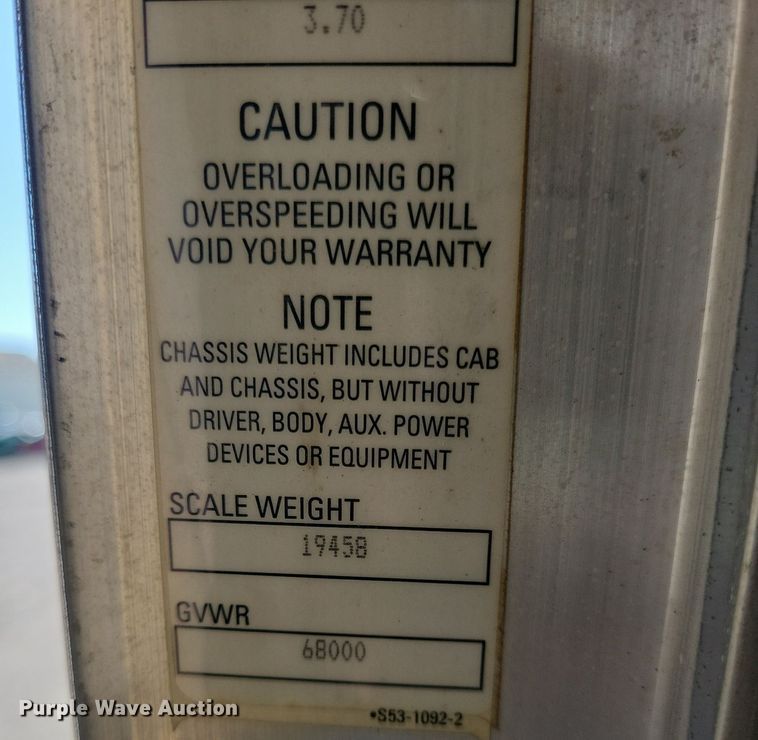 3.70
CAUTION
OVERLOADING OR
OVERSPEEDING WILL
VOID YOUR WARRANTY
NOTE
CHASSIS WEIGHT INCLUDES CAB
AND CHASSIS, BUT WITHOUT
DRIVER, BODY, AUX. POWER
DEVICES OR EQUIPMENT
SCALE WEIGHT
19458
GVWR
68000
•S53-1092-2
Purple Wave Auction